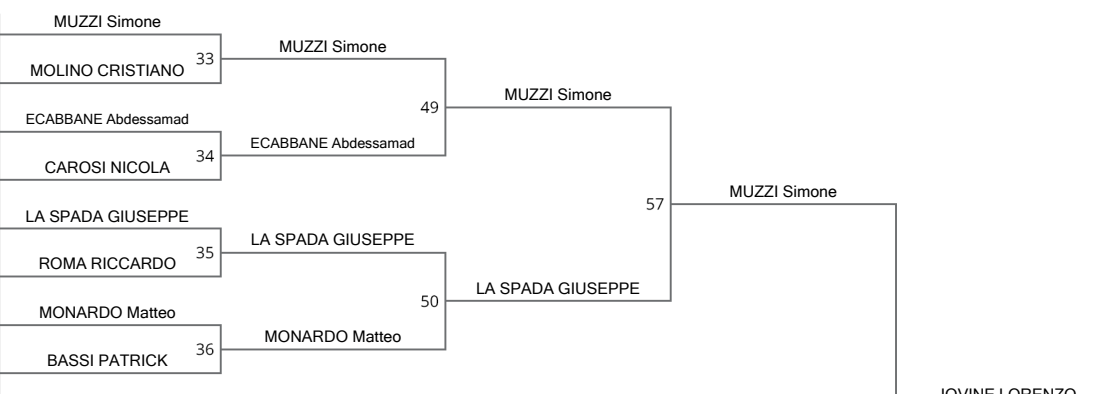 MUZZI Simone
33
MUZZI Simone
MOLINO CRISTIANO
49
MUZZI Simone
ECABBANE Abdessamad
34
ECABBANE Abdessamad
CAROSI NICOLA
57
MUZZI Simone
LA SPADA GIUSEPPE
35
LA SPADA GIUSEPPE
ROMA RICCARDO
50
LA SPADA GIUSEPPE
MONARDO Matteo
36
MONARDO Matteo
BASSI PATRICK
IOVINE LORENZO